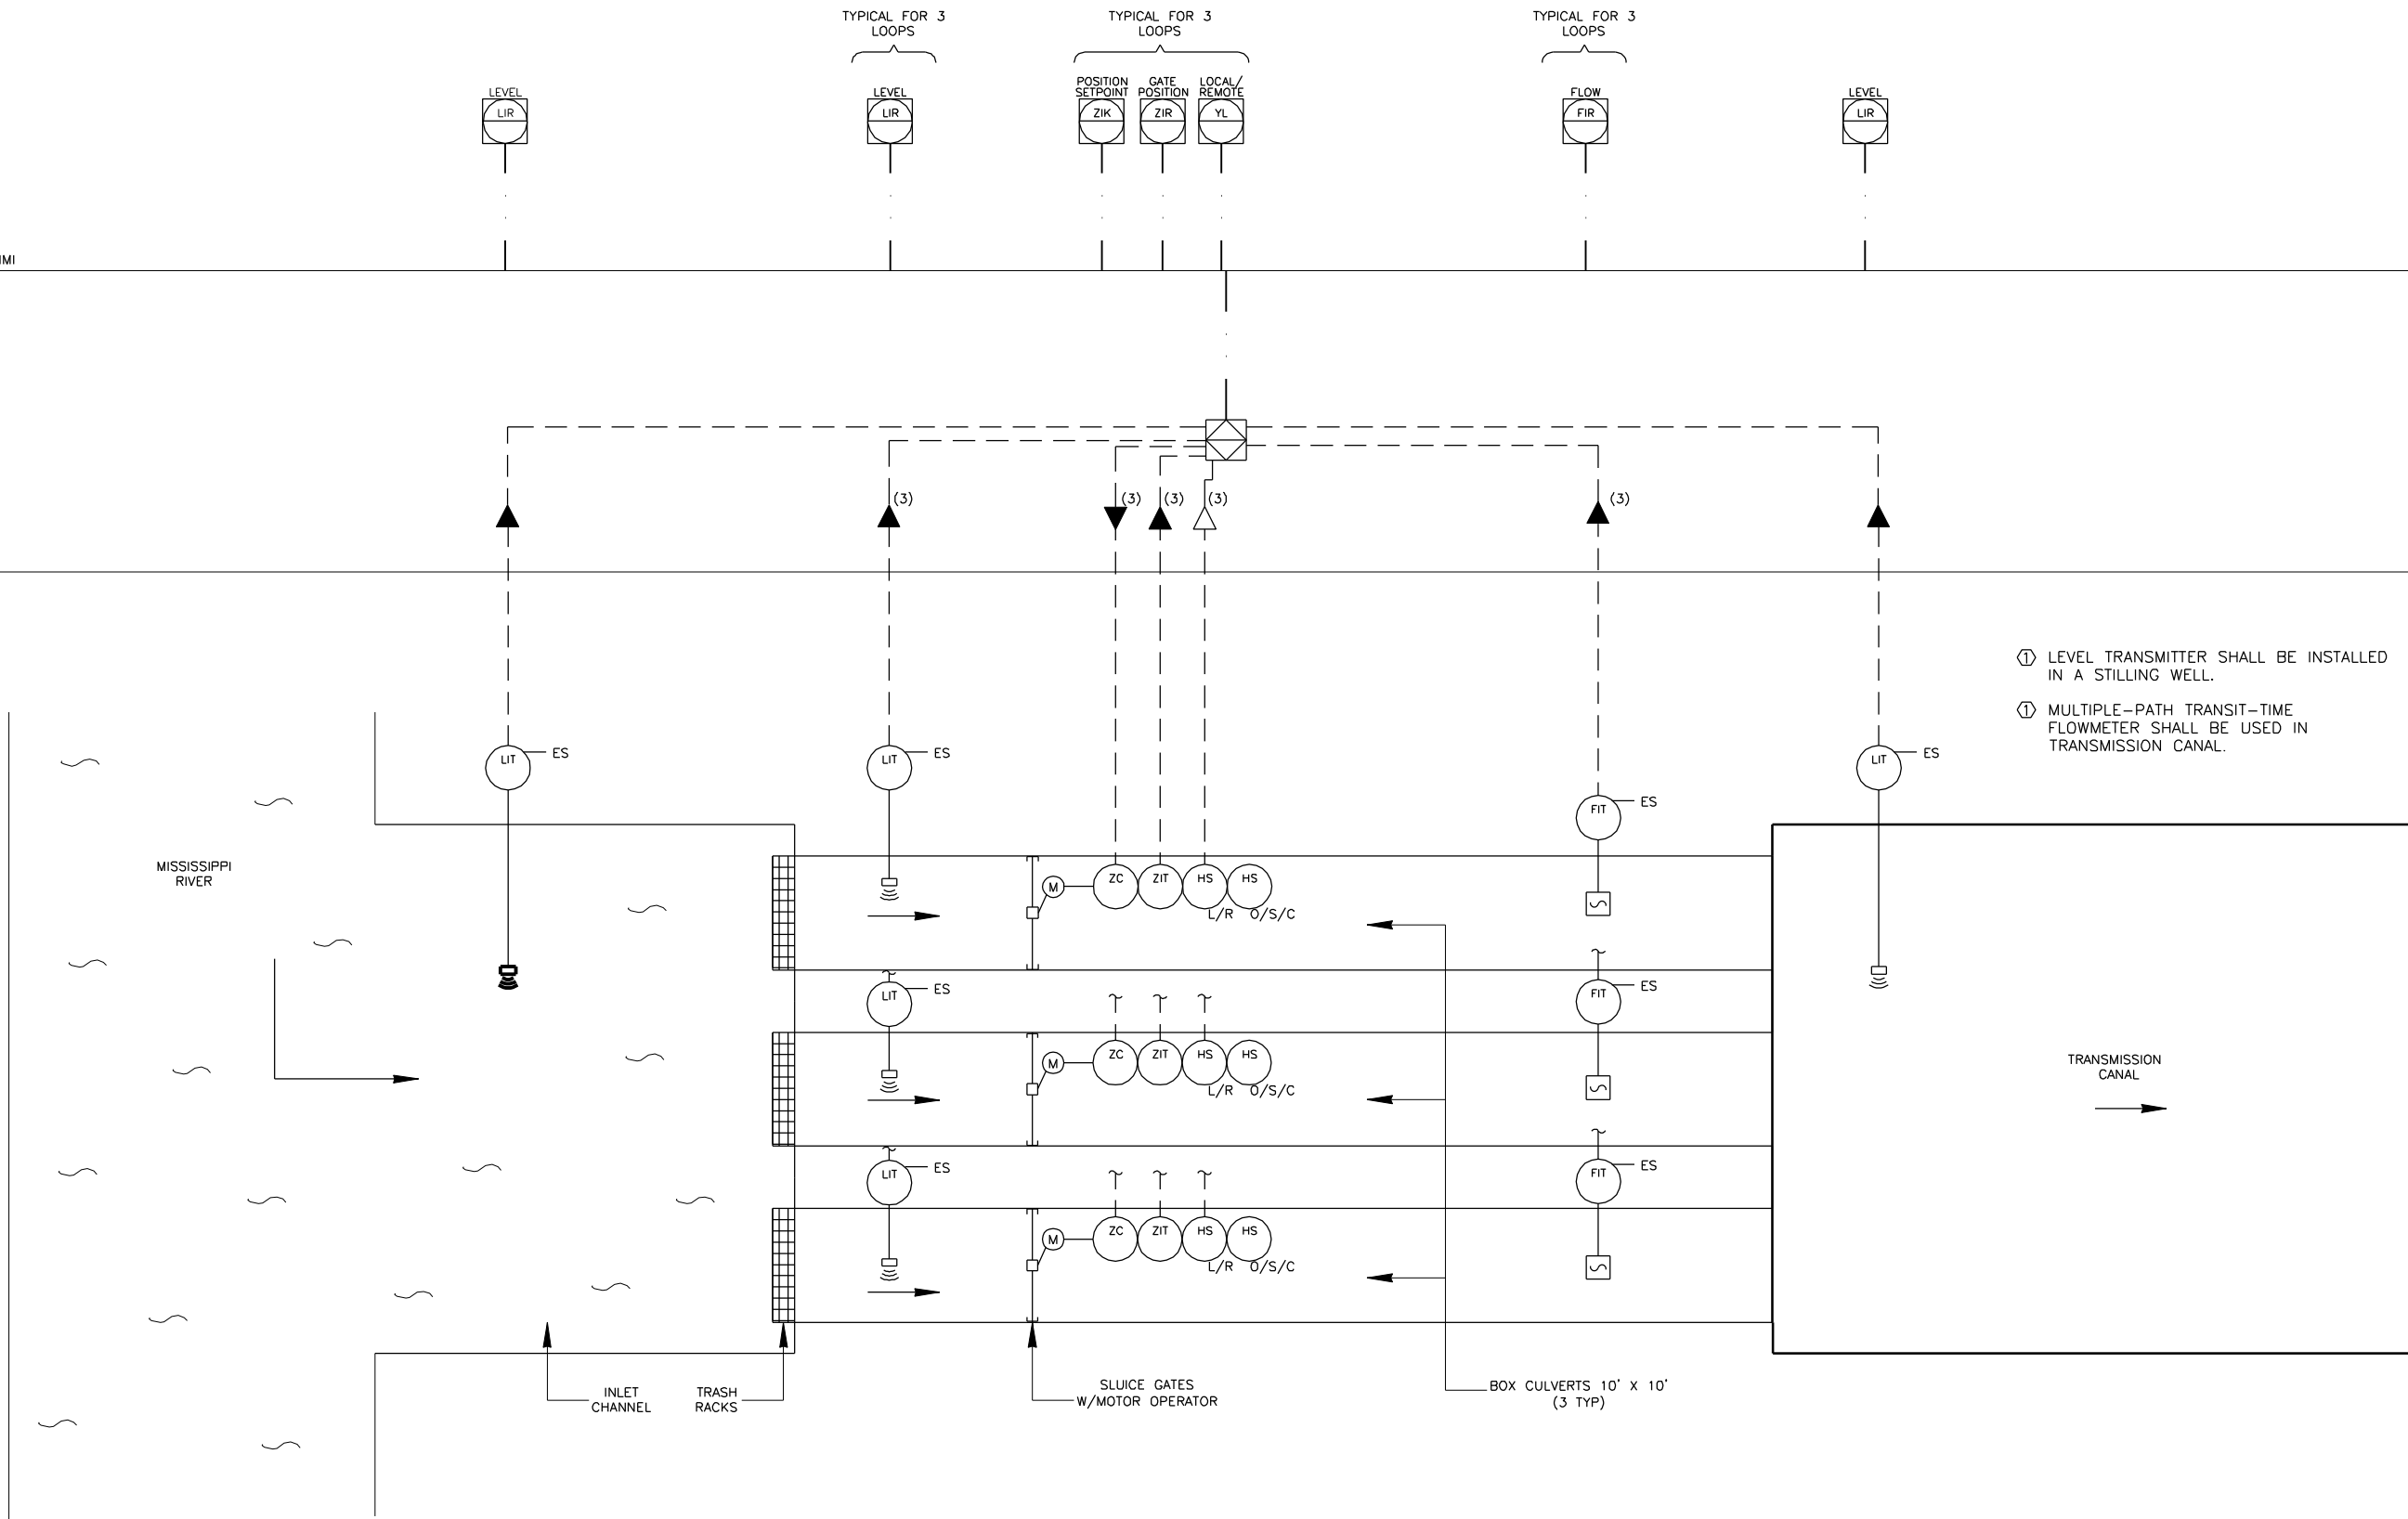 TYPICAL FOR 3
LOOPS
TYPICAL FOR 3
LOOPS
TYPICAL FOR 3
LOOPS
LEVEL
LIR
LEVEL
LIR
POSITION
SETPOINT
ZIK
GATE
POSITION
ZIR
LOCAL/
REMOTE
YL
FLOW
FIR
LEVEL
LIR
(3)
(3)
(3)
(3)
(3)
1 LEVEL TRANSMITTER SHALL BE INSTALLED
IN A STILLING WELL.
1 MULTIPLE-PATH TRANSIT-TIME
FLOWMETER SHALL BE USED IN
TRANSMISSION CANAL.
LIT
ES
LIT
ES
FIT
ES
LIT
ES
MISSISSIPPI
RIVER
M
ZC
ZIT
HS
HS
L/R
O/S/C
LIT
ES
FIT
ES
M
ZC
ZIT
HS
HS
L/R
O/S/C
TRANSMISSION
CANAL
LIT
ES
FIT
ES
M
ZC
ZIT
HS
HS
L/R
O/S/C
INLET
CHANNEL
TRASH
RACKS
SLUICE GATES
W/MOTOR OPERATOR
BOX CULVERTS 10' X 10'
(3 TYP)